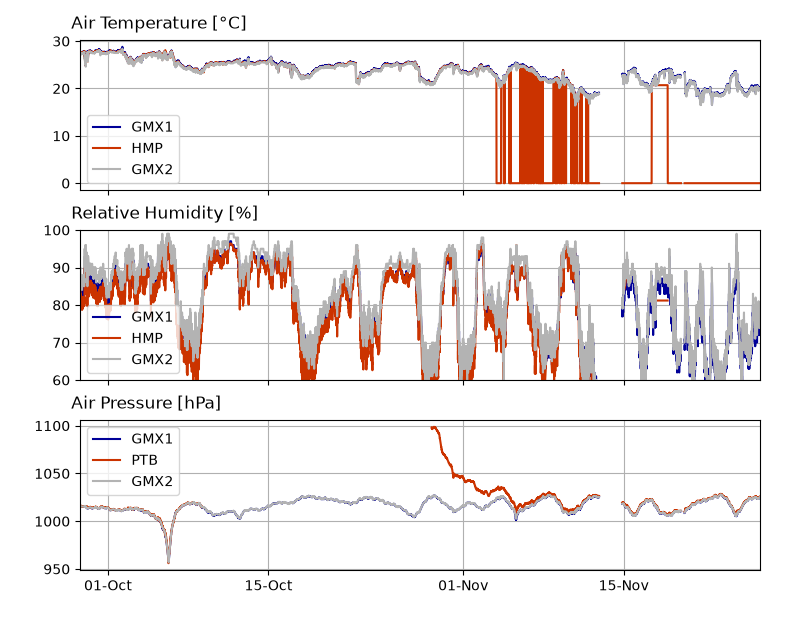 Air Temperature [°C]
30
20
10
0
GMX1
HMP
GMX2
Relative Humidity [%]
100
90
80
70
60
GMX1
HMP
GMX2
Air Pressure [hPa]
1100
1050
1000
950
GMX1
PTB
GMX2
01-Oct 15-Oct 01-Nov 15-Nov